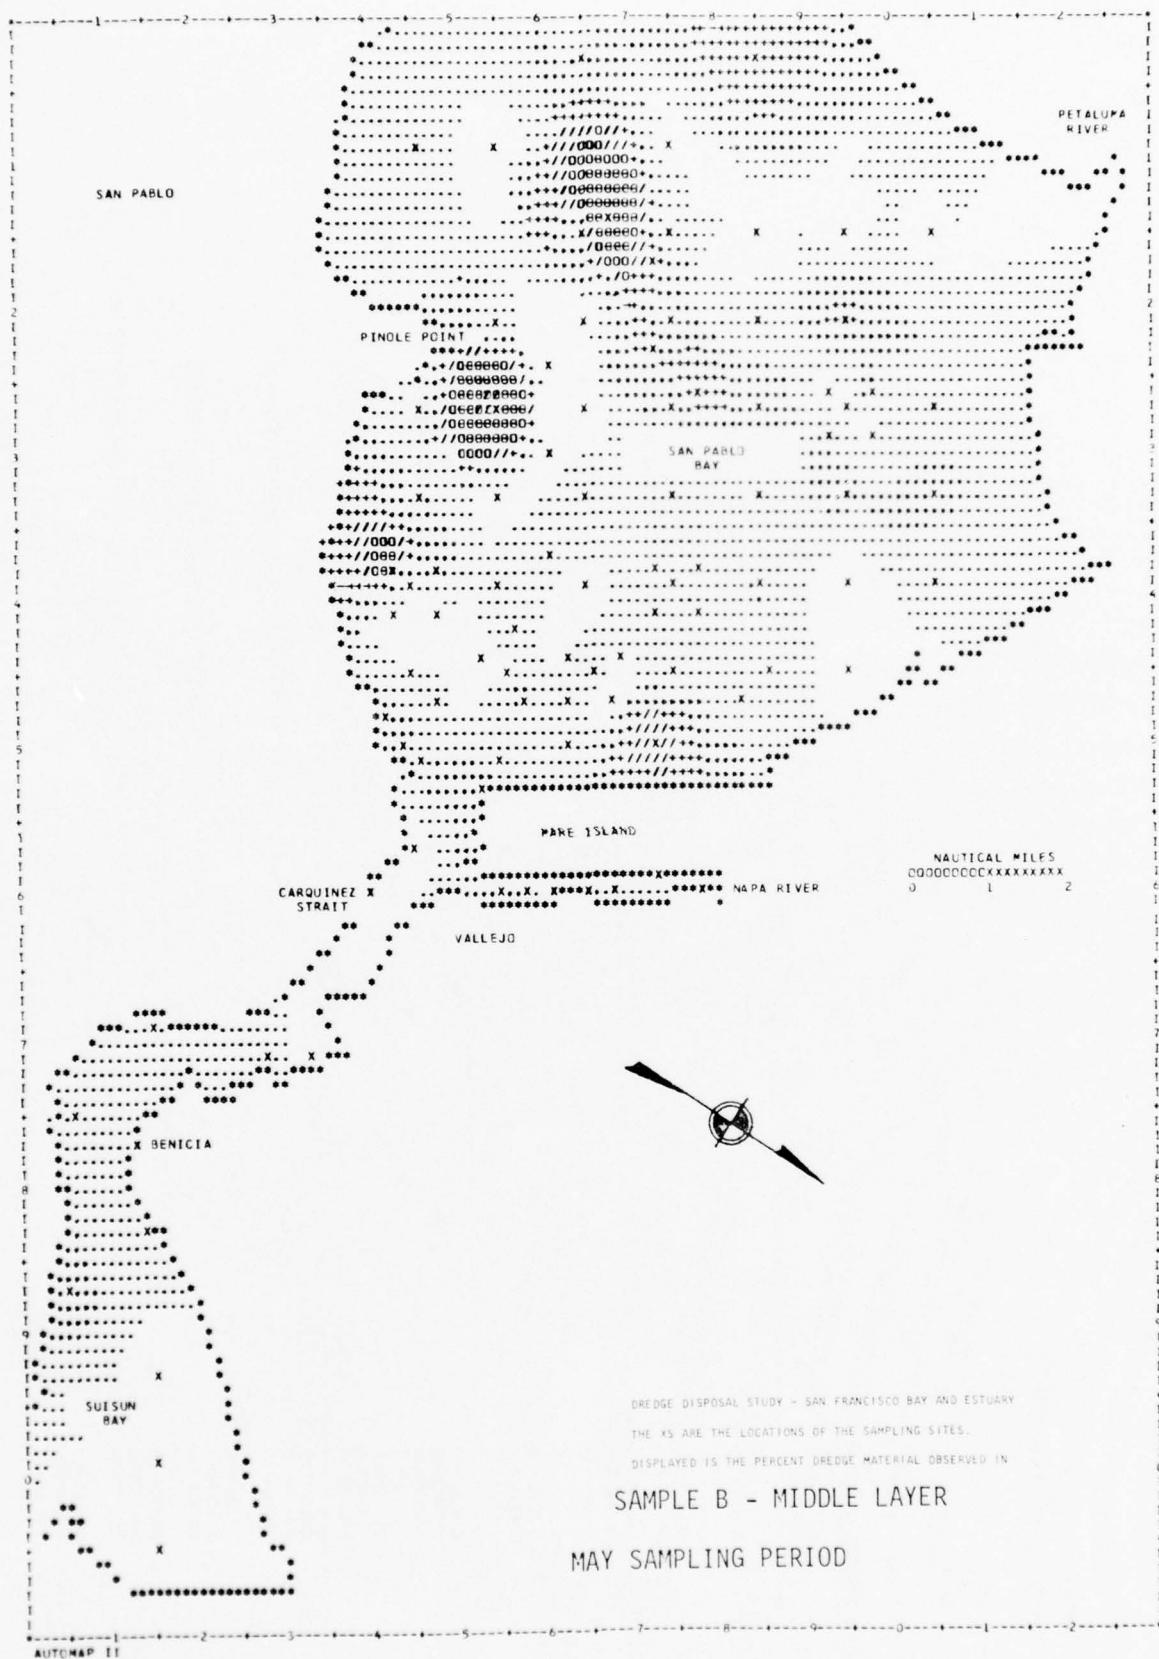 PETALUMA
RIVER
SAN PABLO
PINOLE POINT
SAN PABLO
BAY
MARE ISLAND
NAUTICAL MILES
0 1 2
CARQUINEZ
STRAIT
NAPA RIVER
VALLEJO
BENICIA
SUISUN
BAY
DREDGE DISPOSAL STUDY - SAN FRANCISCO BAY AND ESTUARY
THE XS ARE THE LOCATIONS OF THE SAMPLING SITES.
DISPLAYED IS THE PERCENT DREDGE MATERIAL OBSERVED IN
SAMPLE B - MIDDLE LAYER
MAY SAMPLING PERIOD
AUTOMAP II